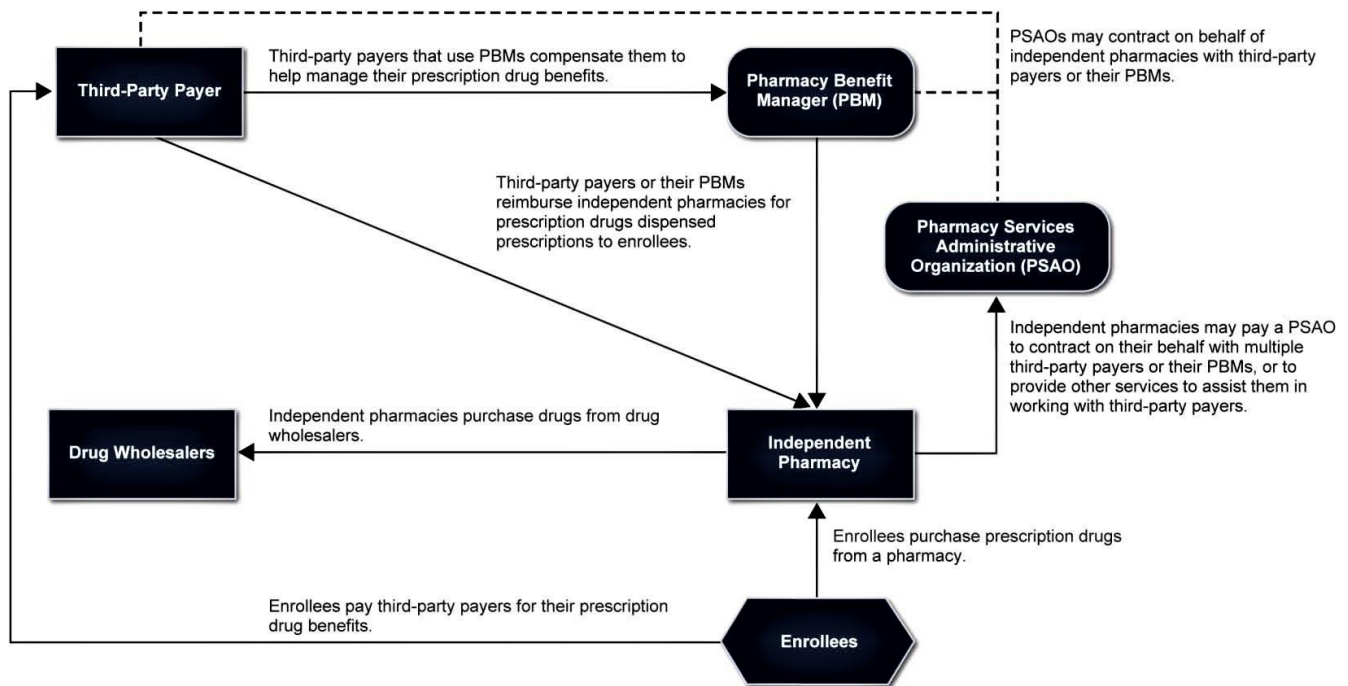 PSAOs may contract on behalf of
independent pharmacies with third-party
payers or their PBMs.
Third-party payers that use PBMs compensate them to
help manage their prescription drug benefits.
Third-Party Payer
Pharmacy Benefit
Manager (PBM)
Third-party payers or their PBMs
reimburse independent pharmacies for
prescription drugs dispensed
prescriptions to enrollees.
Pharmacy Services
Administrative
Organization (PSAO)
Independent pharmacies may pay a PSAO
to contract on their behalf with multiple
third-party payers or their PBMs, or to
provide other services to assist them in
working with third-party payers.
Independent pharmacies purchase drugs from drug
wholesalers.
Drug Wholesalers
Independent
Pharmacy
Enrollees purchase prescription drugs
from a pharmacy.
Enrollees pay third-party payers for their prescription
drug benefits.
Enrollees